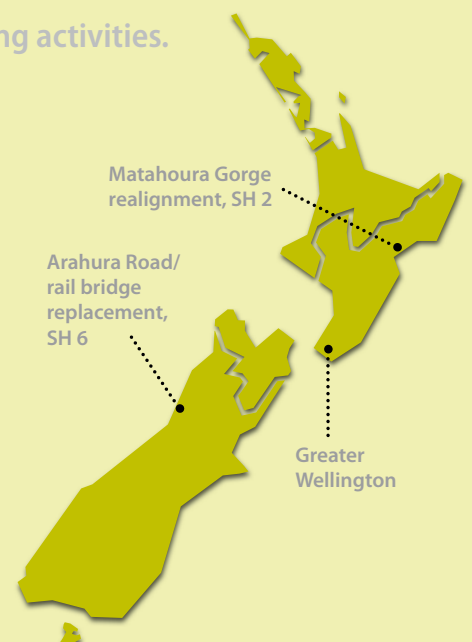 ng activities.
Matahoura Gorge
realignment, SH 2
Arahura Road/
rail bridge
replacement,
SH 6
Greater
Wellington